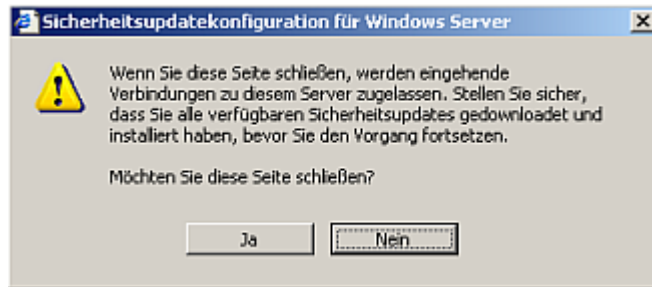 Sicherheitsupdatekonfiguration für Windows Server
Wenn Sie diese Seite schließen, werden eingehende
Verbindungen zu diesem Server zugelassen. Stellen Sie sicher,
dass Sie alle verfügbaren Sicherheitsupdates gedownloadet und
installiert haben, bevor Sie den Vorgang fortsetzen.
Möchten Sie diese Seite schließen?
Ja
Nein